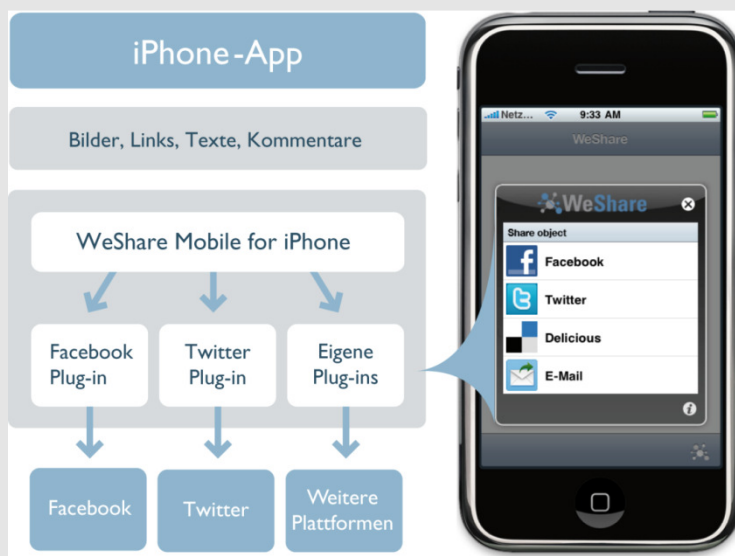 iPhone-App
Bilder, Links, Texte, Kommentare
WeShare Mobile for iPhone
Facebook
Plug-in
Twitter
Plug-in
Eigene
Plug-ins
Facebook
Twitter
Weitere
Plattformen
Netz... 9:33 AM
WeShare
WeShare
Share object
Facebook
Twitter
Delicious
E-Mail